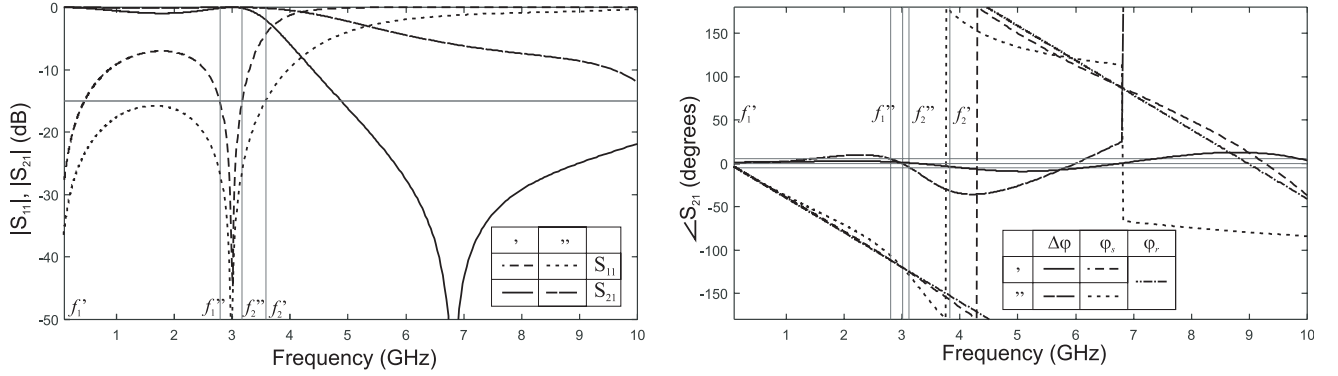 |S11|, |S21| (dB)
0
-10
-20
-30
-40
-50
f1’ f1” f2” f2’
1 2 3 4 5 6 7 8 9 10
Frequency (GHz)
’ ”
S11
S21
∠S21 (degrees)
150
100
50
0
-50
-100
-150
f1’ f1” f2” f2’
1 2 3 4 5 6 7 8 9 10
Frequency (GHz)
Δφ φs φr
’
”